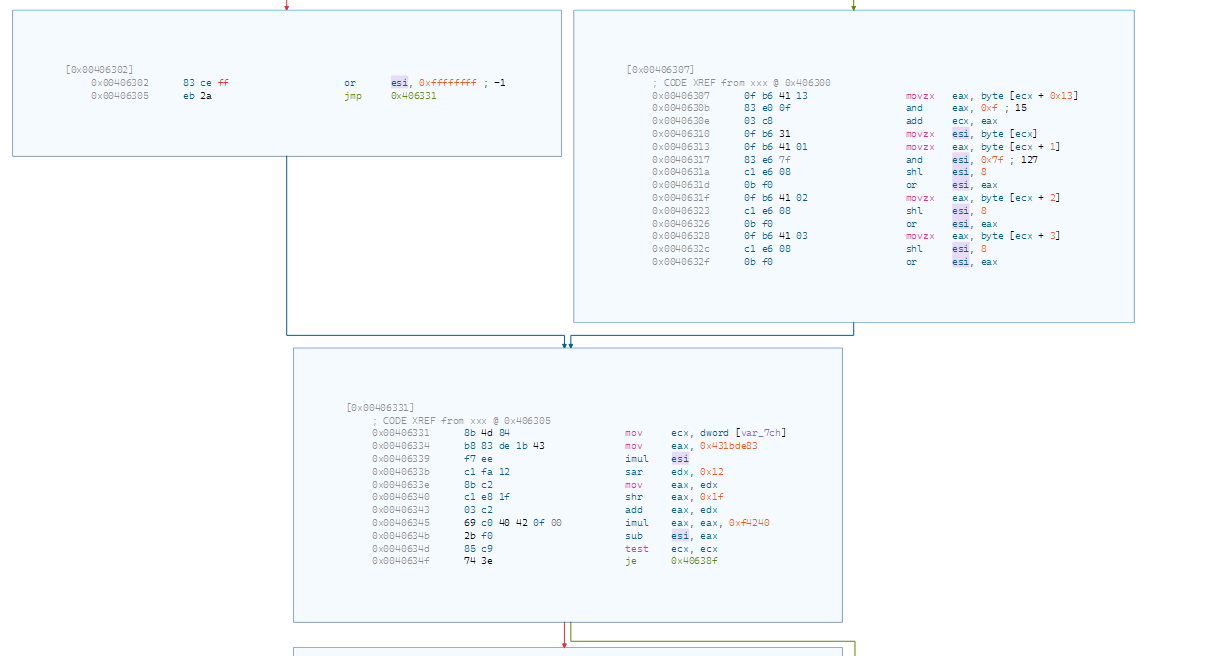 [0x00406302]
0x00406302 83 ce ff or esi, 0xffffffff ; -1
0x00406305 eb 2a jmp 0x406331
[0x00406307]
; CODE XREF from xxx @ 0x406300
0x00406307 0f b6 41 13 movzx eax, byte [ecx + 0x13]
0x0040630b 83 e0 0f and eax, 0xf ; 15
0x0040630e 03 c8 add ecx, eax
0x00406310 0f b6 31 movzx esi, byte [ecx]
0x00406313 0f b6 41 01 movzx eax, byte [ecx + 1]
0x00406317 83 e6 7f and esi, 0x7f ; 127
0x0040631a c1 e6 08 shl esi, 8
0x0040631d 0b f0 or esi, eax
0x0040631f 0f b6 41 02 movzx eax, byte [ecx + 2]
0x00406323 c1 e6 08 shl esi, 8
0x00406326 0b f0 or esi, eax
0x00406328 0f b6 41 03 movzx eax, byte [ecx + 3]
0x0040632c c1 e6 08 shl esi, 8
0x0040632f 0b f0 or esi, eax
[0x00406331]
; CODE XREF from xxx @ 0x406305
0x00406331 8b 4d 84 mov ecx, dword [var_7ch]
0x00406334 b8 83 de 1b 43 mov eax, 0x431bde83
0x00406339 f7 ee imul esi
0x0040633b c1 fa 12 sar edx, 0x12
0x0040633e 8b c2 mov eax, edx
0x00406340 c1 e8 1f shr eax, 0x1f
0x00406343 03 c2 add eax, edx
0x00406345 69 c0 40 42 0f 00 imul eax, eax, 0xf4240
0x0040634b 2b f0 sub esi, eax
0x0040634d 85 c9 test ecx, ecx
0x0040634f 74 3e je 0x40638f